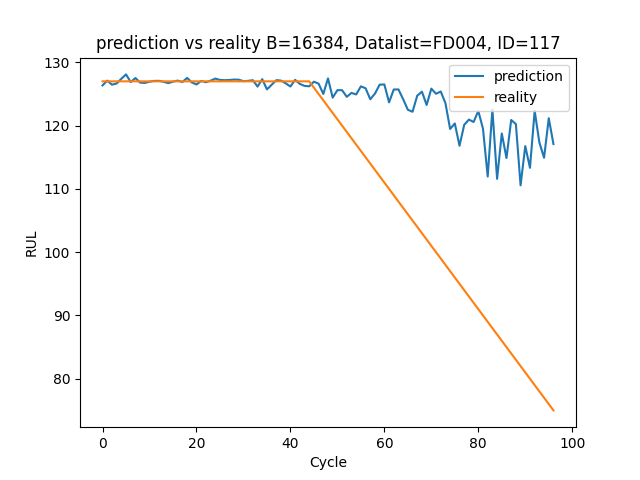 prediction vs reality B=16384, Datalist=FD004, ID=117
prediction
reality
RUL
130
120
110
100
90
80
0 20 40 60 80 100
Cycle